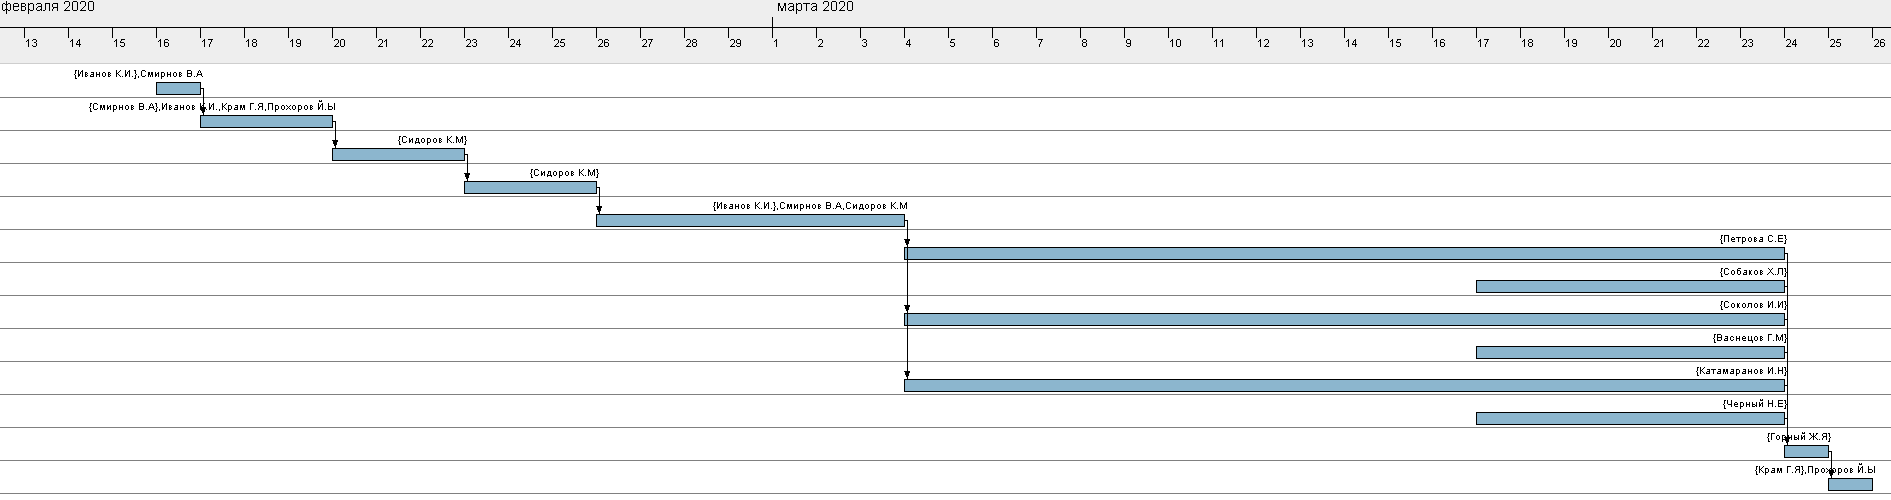 февраля 2020 марта 2020
13 14 15 16 17 18 19 20 21 22 23 24 25 26 27 28 29 1 2 3 4 5 6 7 8 9 10 11 12 13 14 15 16 17 18 19 20 21 22 23 24 25 26
{Иванов К.И.},Смирнов В.А
{Смирнов В.А},Иванов К.И.,Крам Г.Я,Прохоров Й.Ы
{Сидоров К.М}
{Сидоров К.М}
{Иванов К.И.},Смирнов В.А,Сидоров К.М
{Петрова С.Е}
{Собаков Х.Л}
{Соколов И.И}
{Васнецов Г.М}
{Катамаранов И.Н}
{Черный Н.Е}
{Горный Ж.Я}
{Крам Г.Я},Прохоров Й.Ы